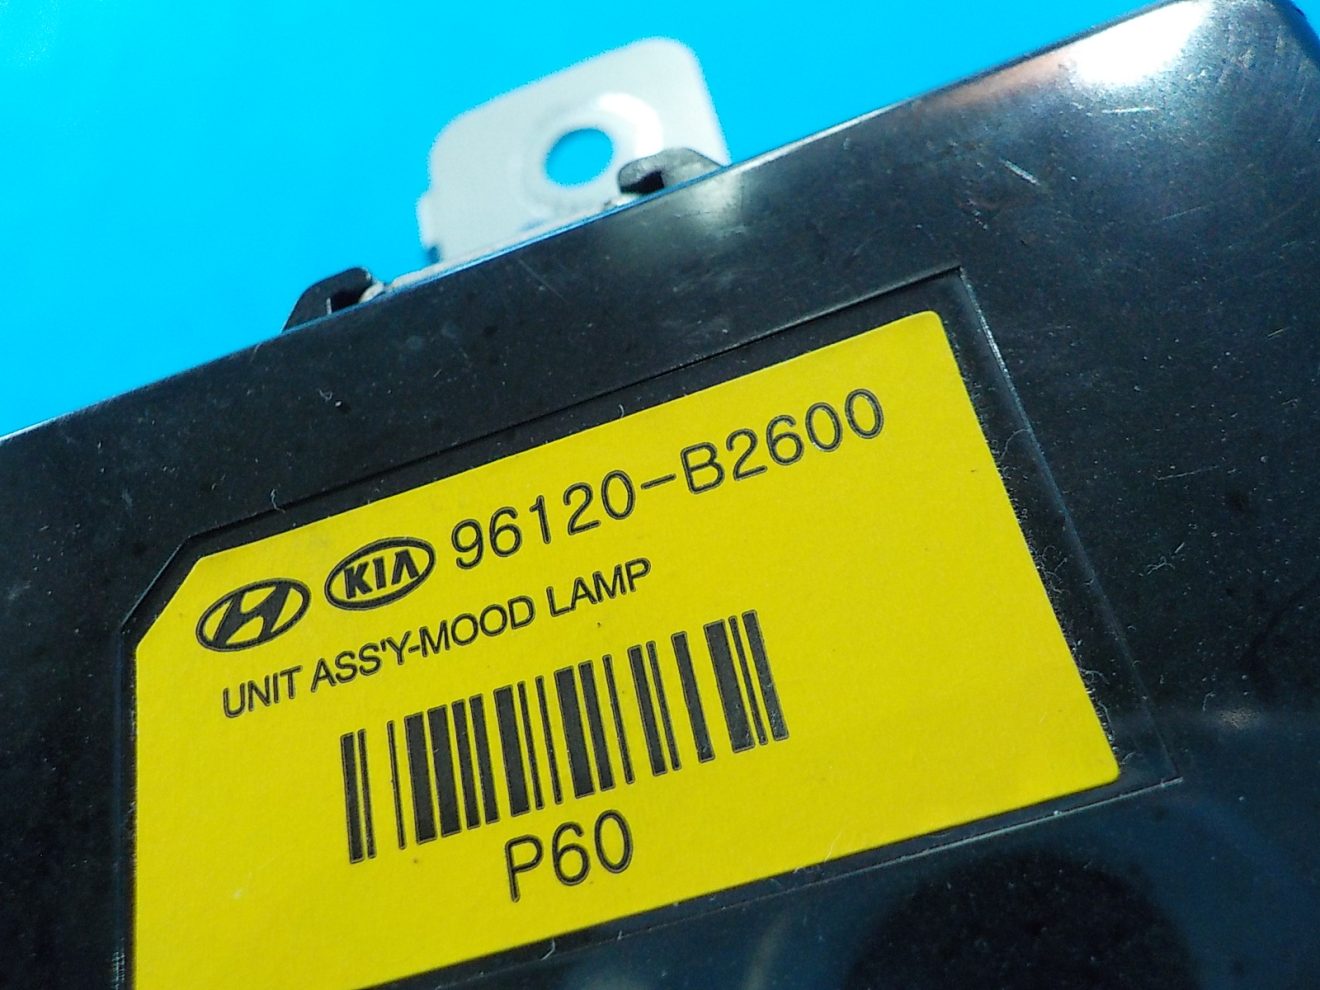 KIA 96120-B2600
UNIT ASS'Y-MOOD LAMP
P60